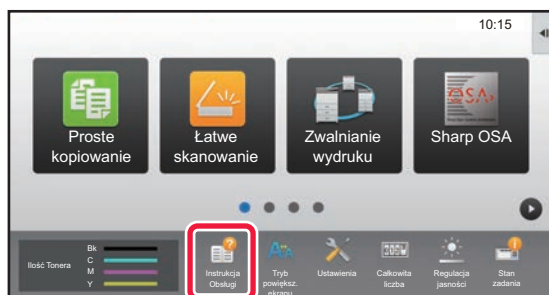 10:15
Proste
kopiowanie
Łatwe
skanowanie
Zwalnianie
wydruku
OSA
Sharp OSA
Ilość Tonera
Bk
C
M
Y
Instrukcja
Obsługi
Tryb
powiększ.
ekranu
Ustawienia
Całkowita
liczba
Regulacja
jasności
Stan
zadania